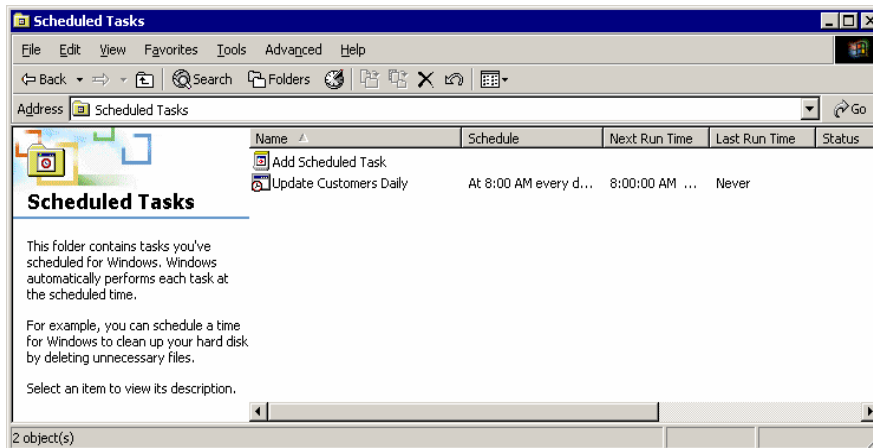 Scheduled Tasks
File Edit View Favorites Tools Advanced Help
Back Search Folders
Address Scheduled Tasks Go
Name Schedule Next Run Time Last Run Time Status
Add Scheduled Task
Update Customers Daily At 8:00 AM every d... 8:00:00 AM ... Never
Scheduled Tasks
This folder contains tasks you've
scheduled for Windows. Windows
automatically performs each task at
the scheduled time.
For example, you can schedule a time
for Windows to clean up your hard disk
by deleting unnecessary files.
Select an item to view its description.
2 object(s)